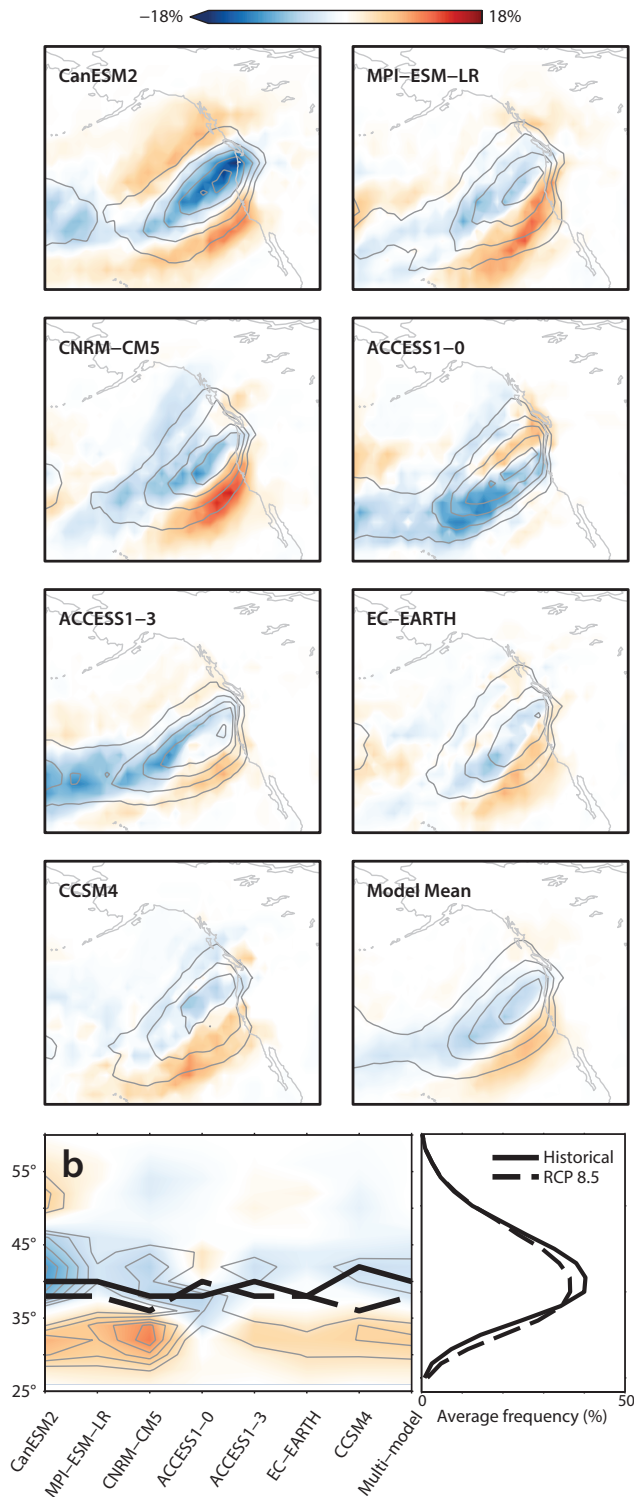 −18% 18%
CanESM2 MPI−ESM−LR
CNRM−CM5 ACCESS1−0
ACCESS1−3 EC−EARTH
CCSM4 Model Mean
b
55°
45°
35°
25°
Historical
RCP 8.5
0 50
Average frequency (%)
CanESM2
MPI−ESM−LR
CNRM−CM5
ACCESS1−0
ACCESS1−3
EC−EARTH
CCSM4
Multi−model